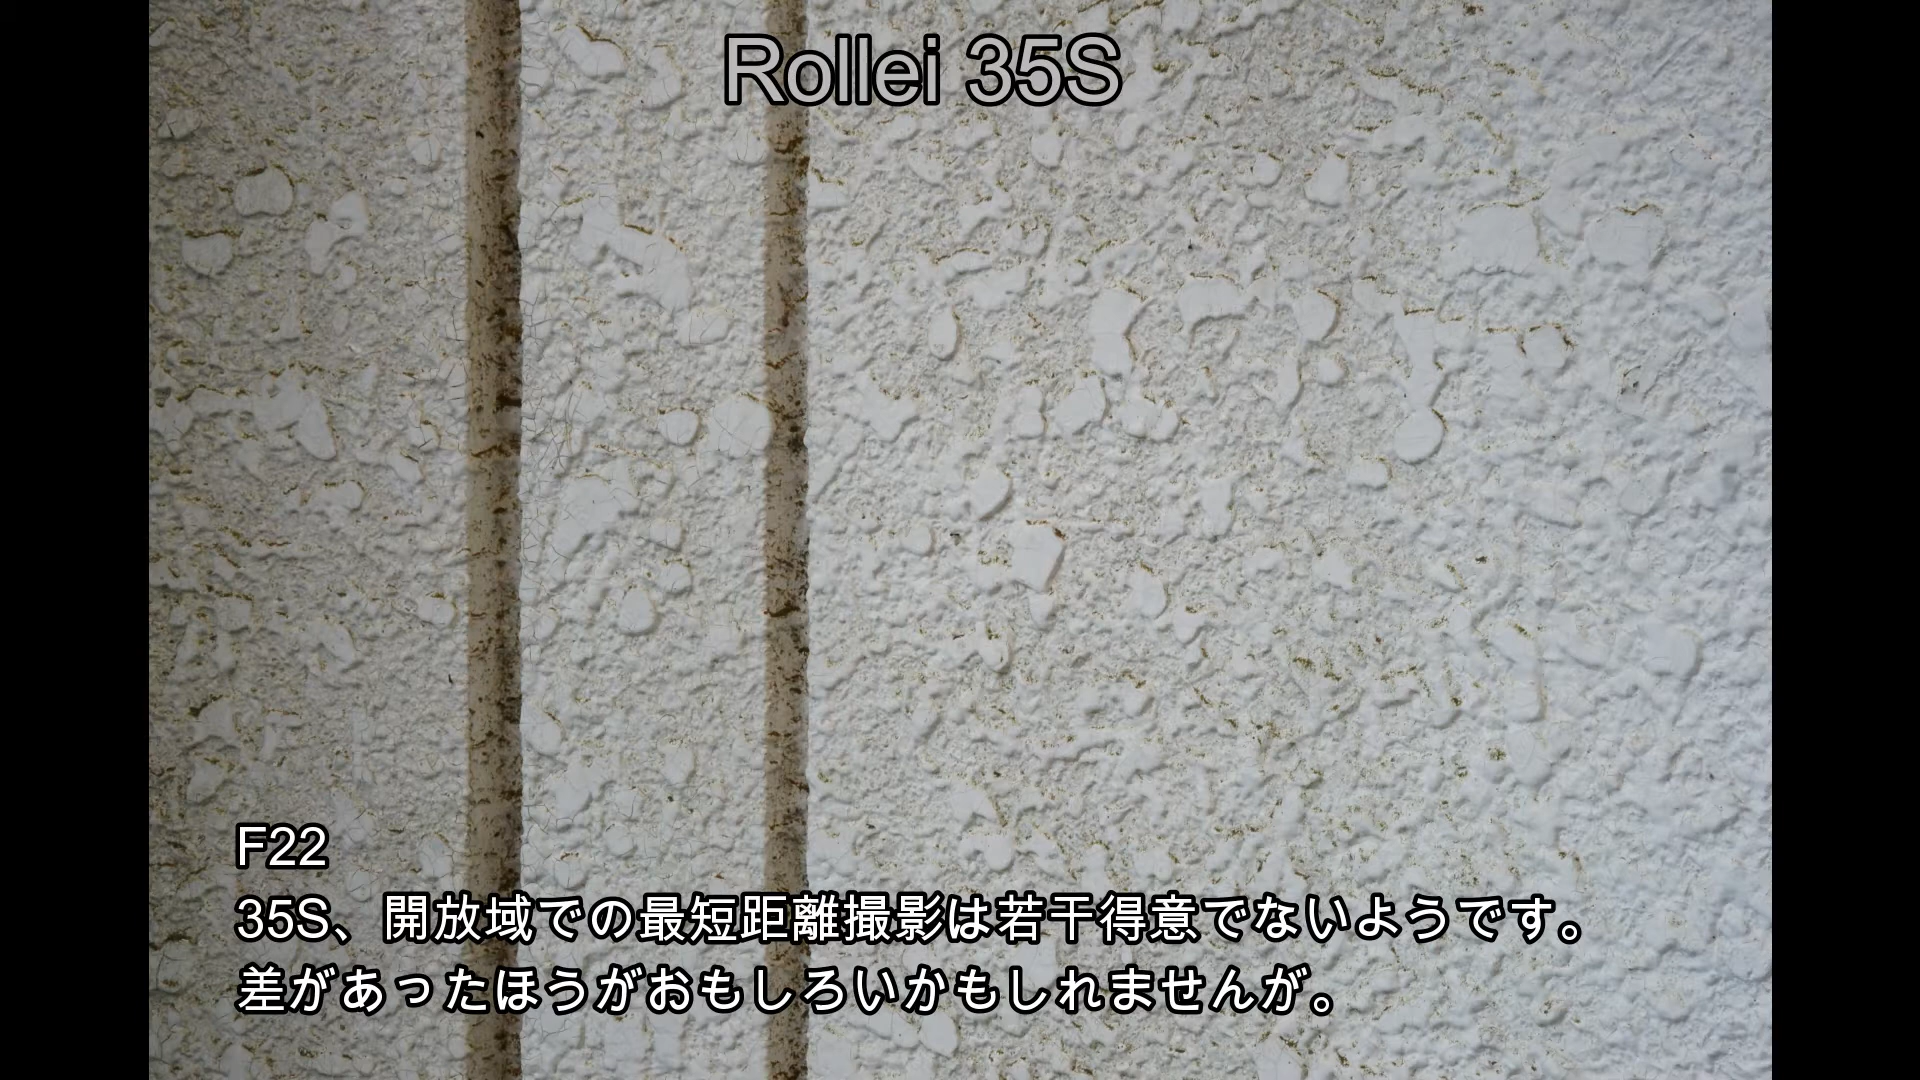 Rollei 35S
F22
35S、開放域での最短距離撮影は若干得意でないようです。
差があったほうがおもしろいかもしれませんが。